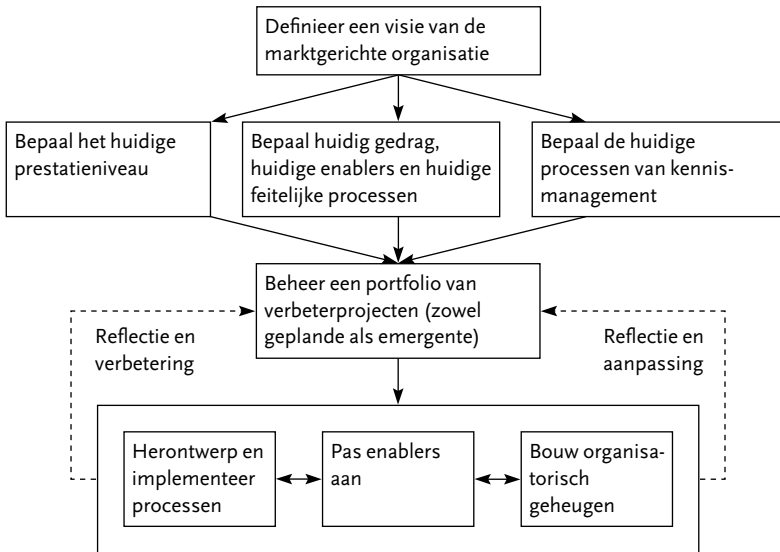 Definieer een visie van de
marktgerichte organisatie
Bepaal het huidige
prestatieniveau
Bepaal huidig gedrag,
huidige enablers en huidige
feitelijke processen
Bepaal de huidige
processen van kennis-
management
Beheer een portfolio van
verbeterprojecten (zowel
geplande als emergente)
Reflectie en
verbetering
Reflectie en
aanpassing
Herontwerp en
implementeer
processen
Pas enablers
aan
Bouw organisa-
torisch
geheugen